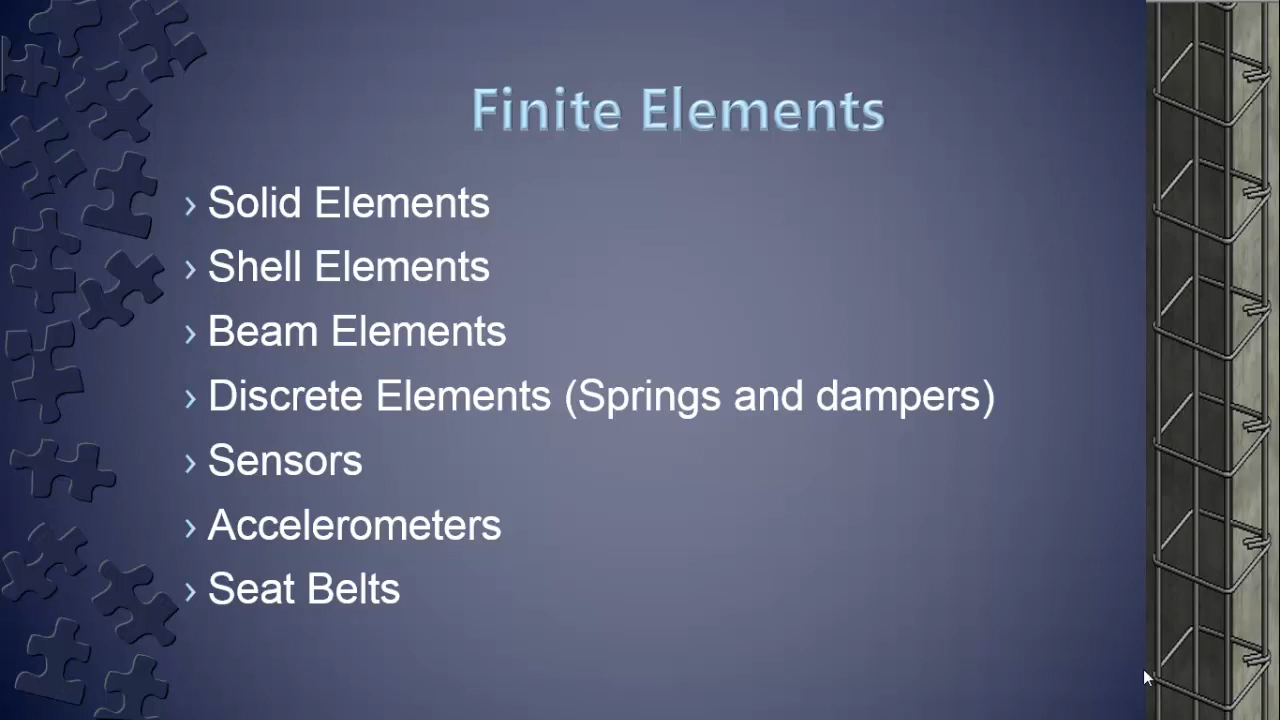 Finite Elements
› Solid Elements
› Shell Elements
› Beam Elements
› Discrete Elements (Springs and dampers)
› Sensors
› Accelerometers
› Seat Belts